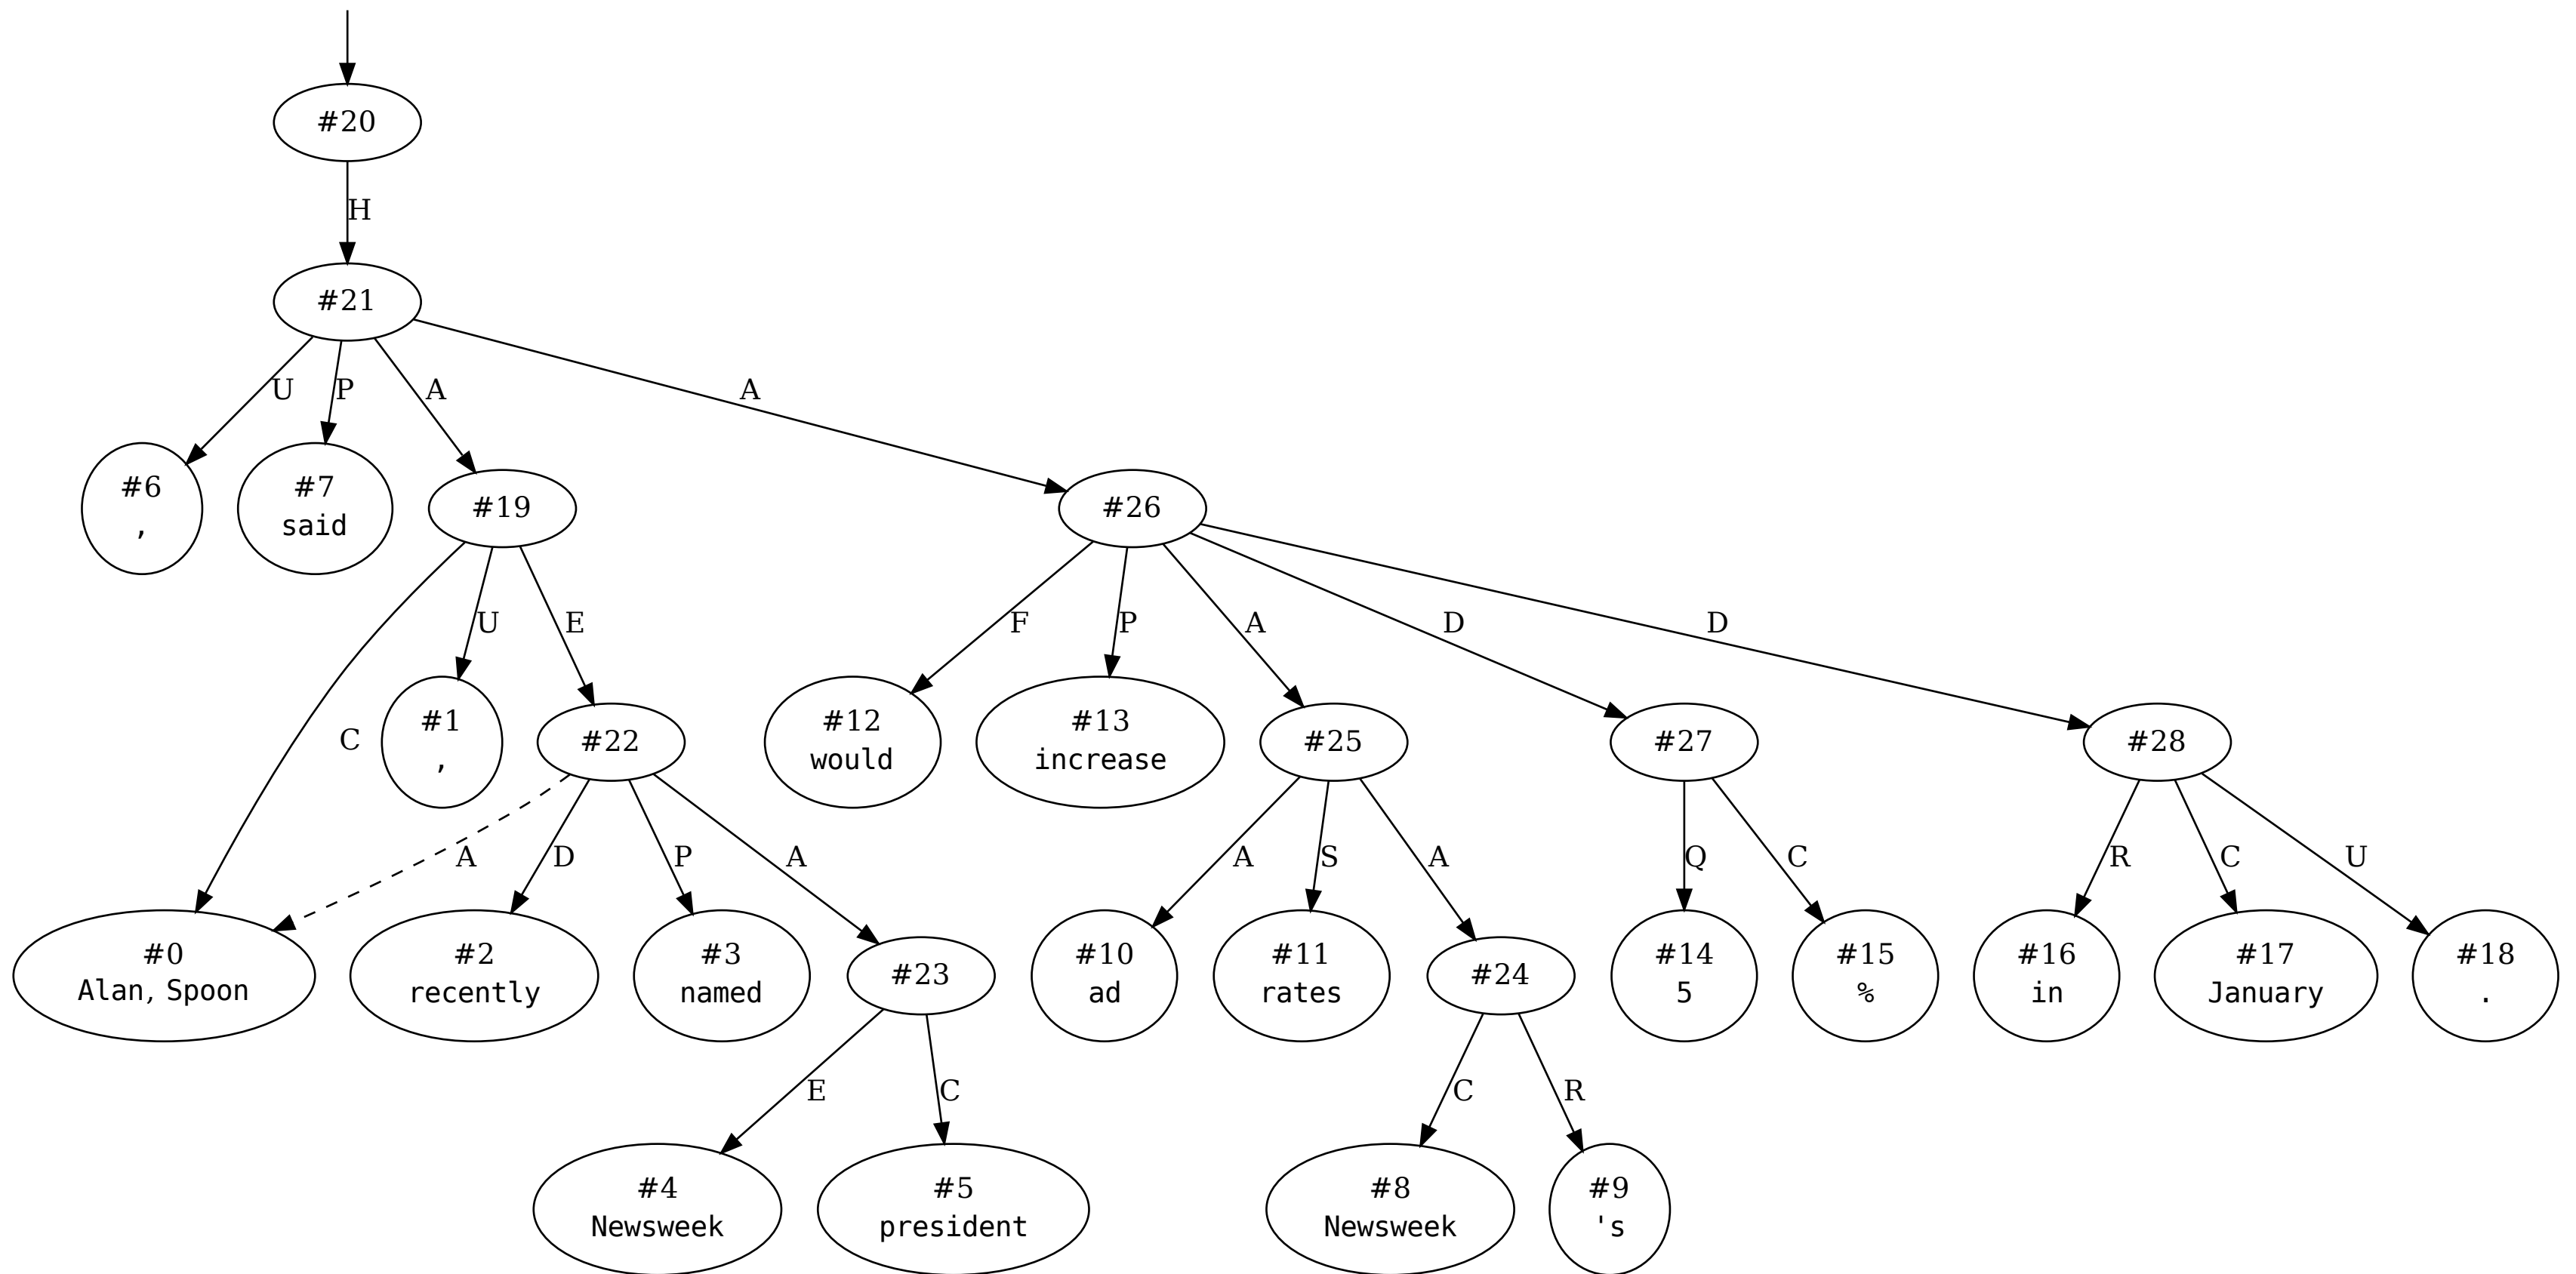 #20
H
#21
U P A A
#6
,
#7
said
#19
#26
C U E F P A D D
#1
,
#22
#12
would
#13
increase
#25
#27
#28
A D P A A S A Q C R C U
#0
Alan, Spoon
#2
recently
#3
named
#23
#10
ad
#11
rates
#24
#14
5
#15
%
#16
in
#17
January
#18
.
E C C R
#4
Newsweek
#5
president
#8
Newsweek
#9
's